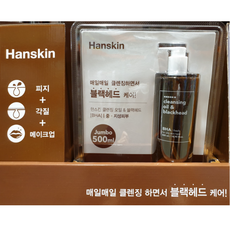 Hanskin
매일매일 클렌징하면서
블랙헤드 케어!
피지
+
각질
+
메이크업
Jumbo
500ml
cleansing
oil &
blackhead
BHA
매일매일 클렌징 하면서 블랙헤드 케어!
Hanskin